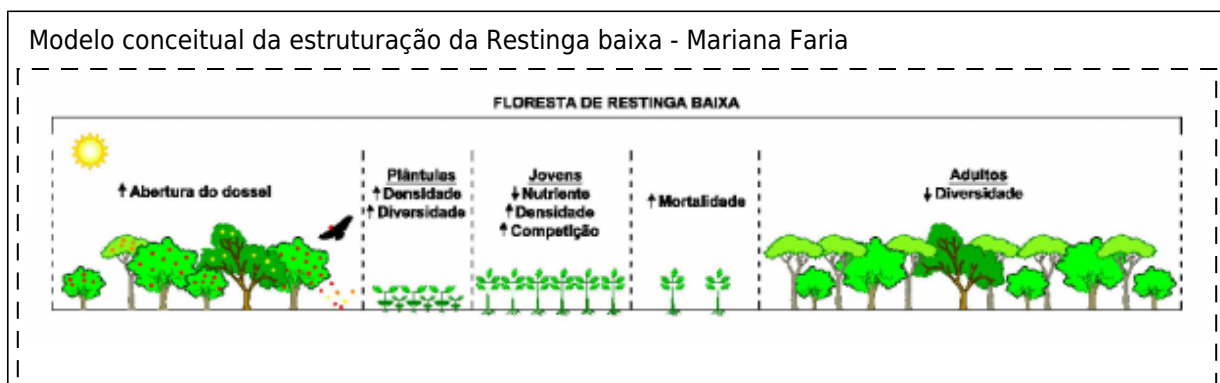 Modelo conceitual da estruturação da Restinga baixa - Mariana Faria
FLORESTA DE RESTINGA BAIXA
↑ Abertura do dossel
Plântulas
↑ Densidade
↑ Diversidade
Jovens
↓ Nutriente
↑ Densidade
↑ Competição
↑ Mortalidade
Adultos
↓ Diversidade